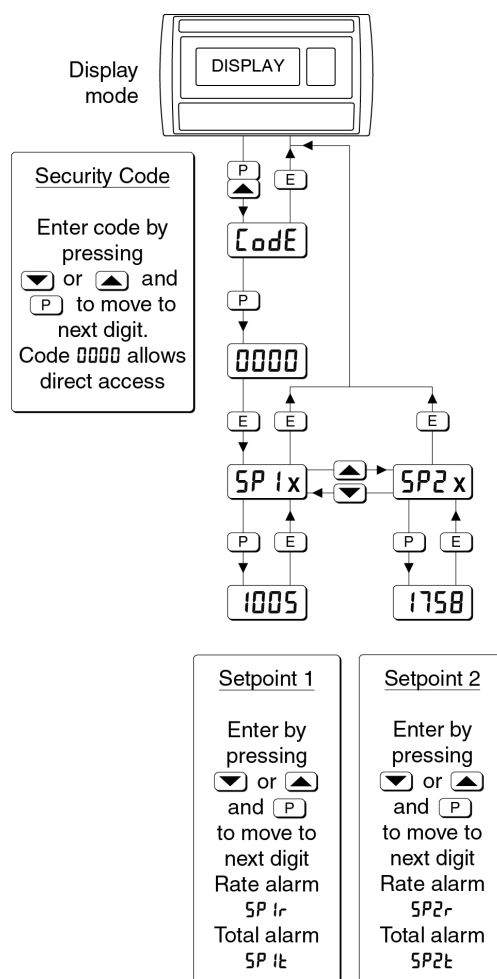 DISPLAY
Display
mode
P
E
Security Code
Enter code by
pressing
or and
P to move to
next digit.
Code 0000 allows
direct access
CodE
P
0000
E E E
SP1x SP2x
P E P E
1005 1758
Setpoint 1
Enter by
pressing
or
and P
to move to
next digit
Rate alarm
SP1r
Total alarm
SP1t
Setpoint 2
Enter by
pressing
or
and P
to move to
next digit
Rate alarm
SP2r
Total alarm
SP2t